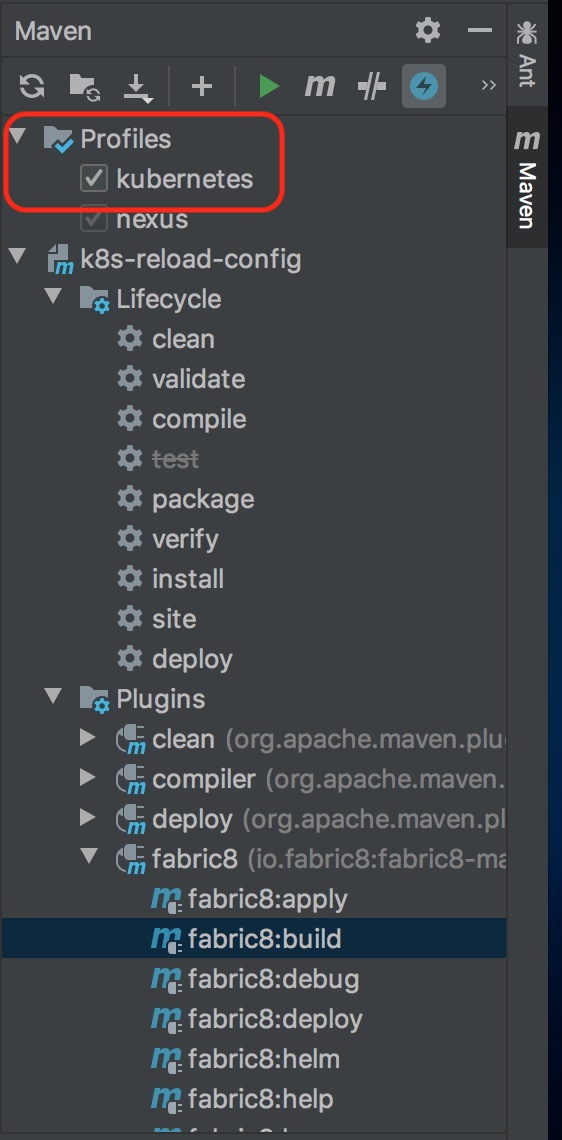 Maven
m
»
Profiles
kubernetes
nexus
k8s-reload-config
Lifecycle
clean
validate
compile
test
package
verify
install
site
deploy
Plugins
clean (org.apache.maven.plu
compiler (org.apache.maven.
deploy (org.apache.maven.pl
fabric8 (io.fabric8:fabric8-ma
fabric8:apply
fabric8:build
fabric8:debug
fabric8:deploy
fabric8:helm
fabric8:help
Ant
m
Maven